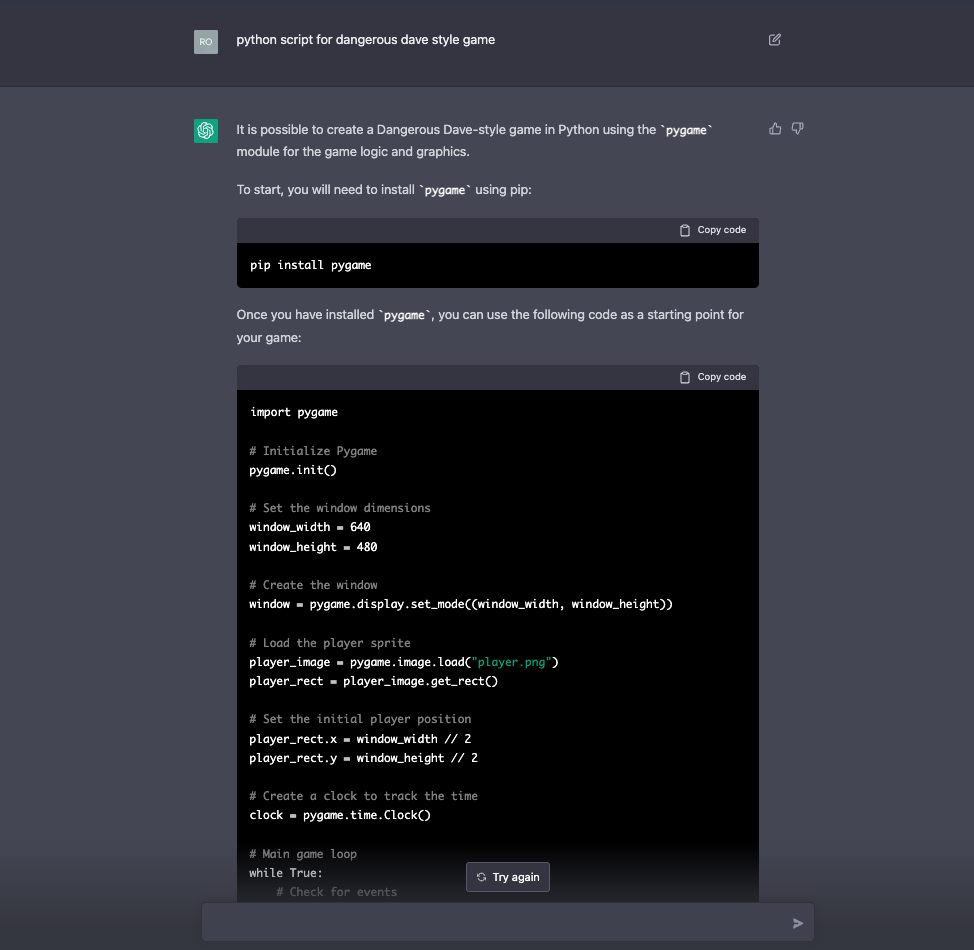 RO
python script for dangerous dave style game
It is possible to create a Dangerous Dave-style game in Python using the `pygame`
module for the game logic and graphics.
To start, you will need to install `pygame` using pip:
Copy code
pip install pygame
Once you have installed `pygame`, you can use the following code as a starting point for
your game:
Copy code
import pygame
# Initialize Pygame
pygame.init()
# Set the window dimensions
window_width = 640
window_height = 480
# Create the window
window = pygame.display.set_mode((window_width, window_height))
# Load the player sprite
player_image = pygame.image.load("player.png")
player_rect = player_image.get_rect()
# Set the initial player position
player_rect.x = window_width // 2
player_rect.y = window_height // 2
# Create a clock to track the time
clock = pygame.time.Clock()
# Main game loop
while True:
# Check for events
Try again